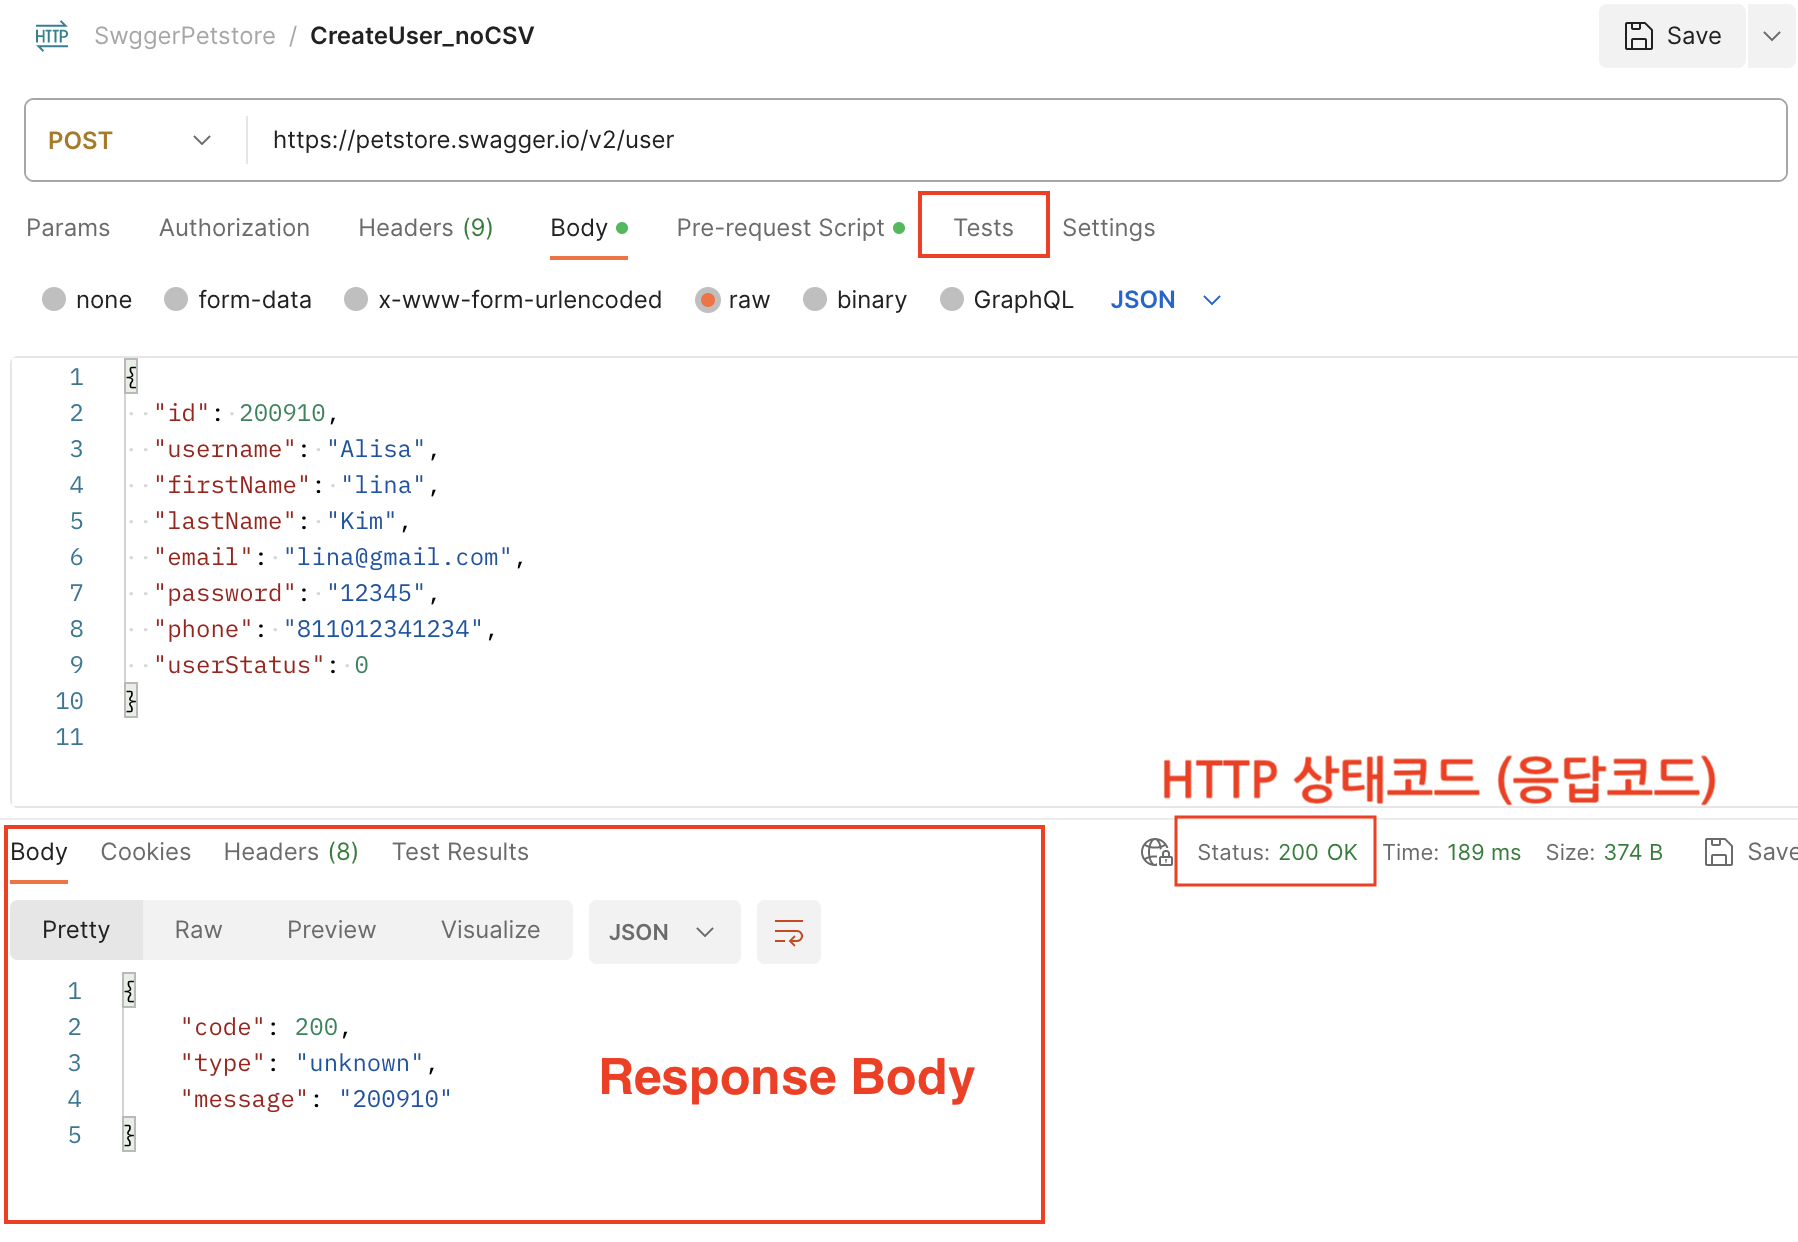 HTTP SwggerPetstore / CreateUser_noCSV Save
POST https://petstore.swagger.io/v2/user
Params Authorization Headers (9) Body Pre-request Script Tests Settings
none form-data x-www-form-urlencoded raw binary GraphQL JSON
1 {
2 "id": 200910,
3 "username": "Alisa",
4 "firstName": "lina",
5 "lastName": "Kim",
6 "email": "lina@gmail.com",
7 "password": "12345",
8 "phone": "811012341234",
9 "userStatus": 0
10 }
11
HTTP 상태코드 (응답코드)
Body Cookies Headers (8) Test Results Status: 200 OK Time: 189 ms Size: 374 B Save
Pretty Raw Preview Visualize JSON
1 {
2 "code": 200,
3 "type": "unknown",
4 "message": "200910"
5 }
Response Body